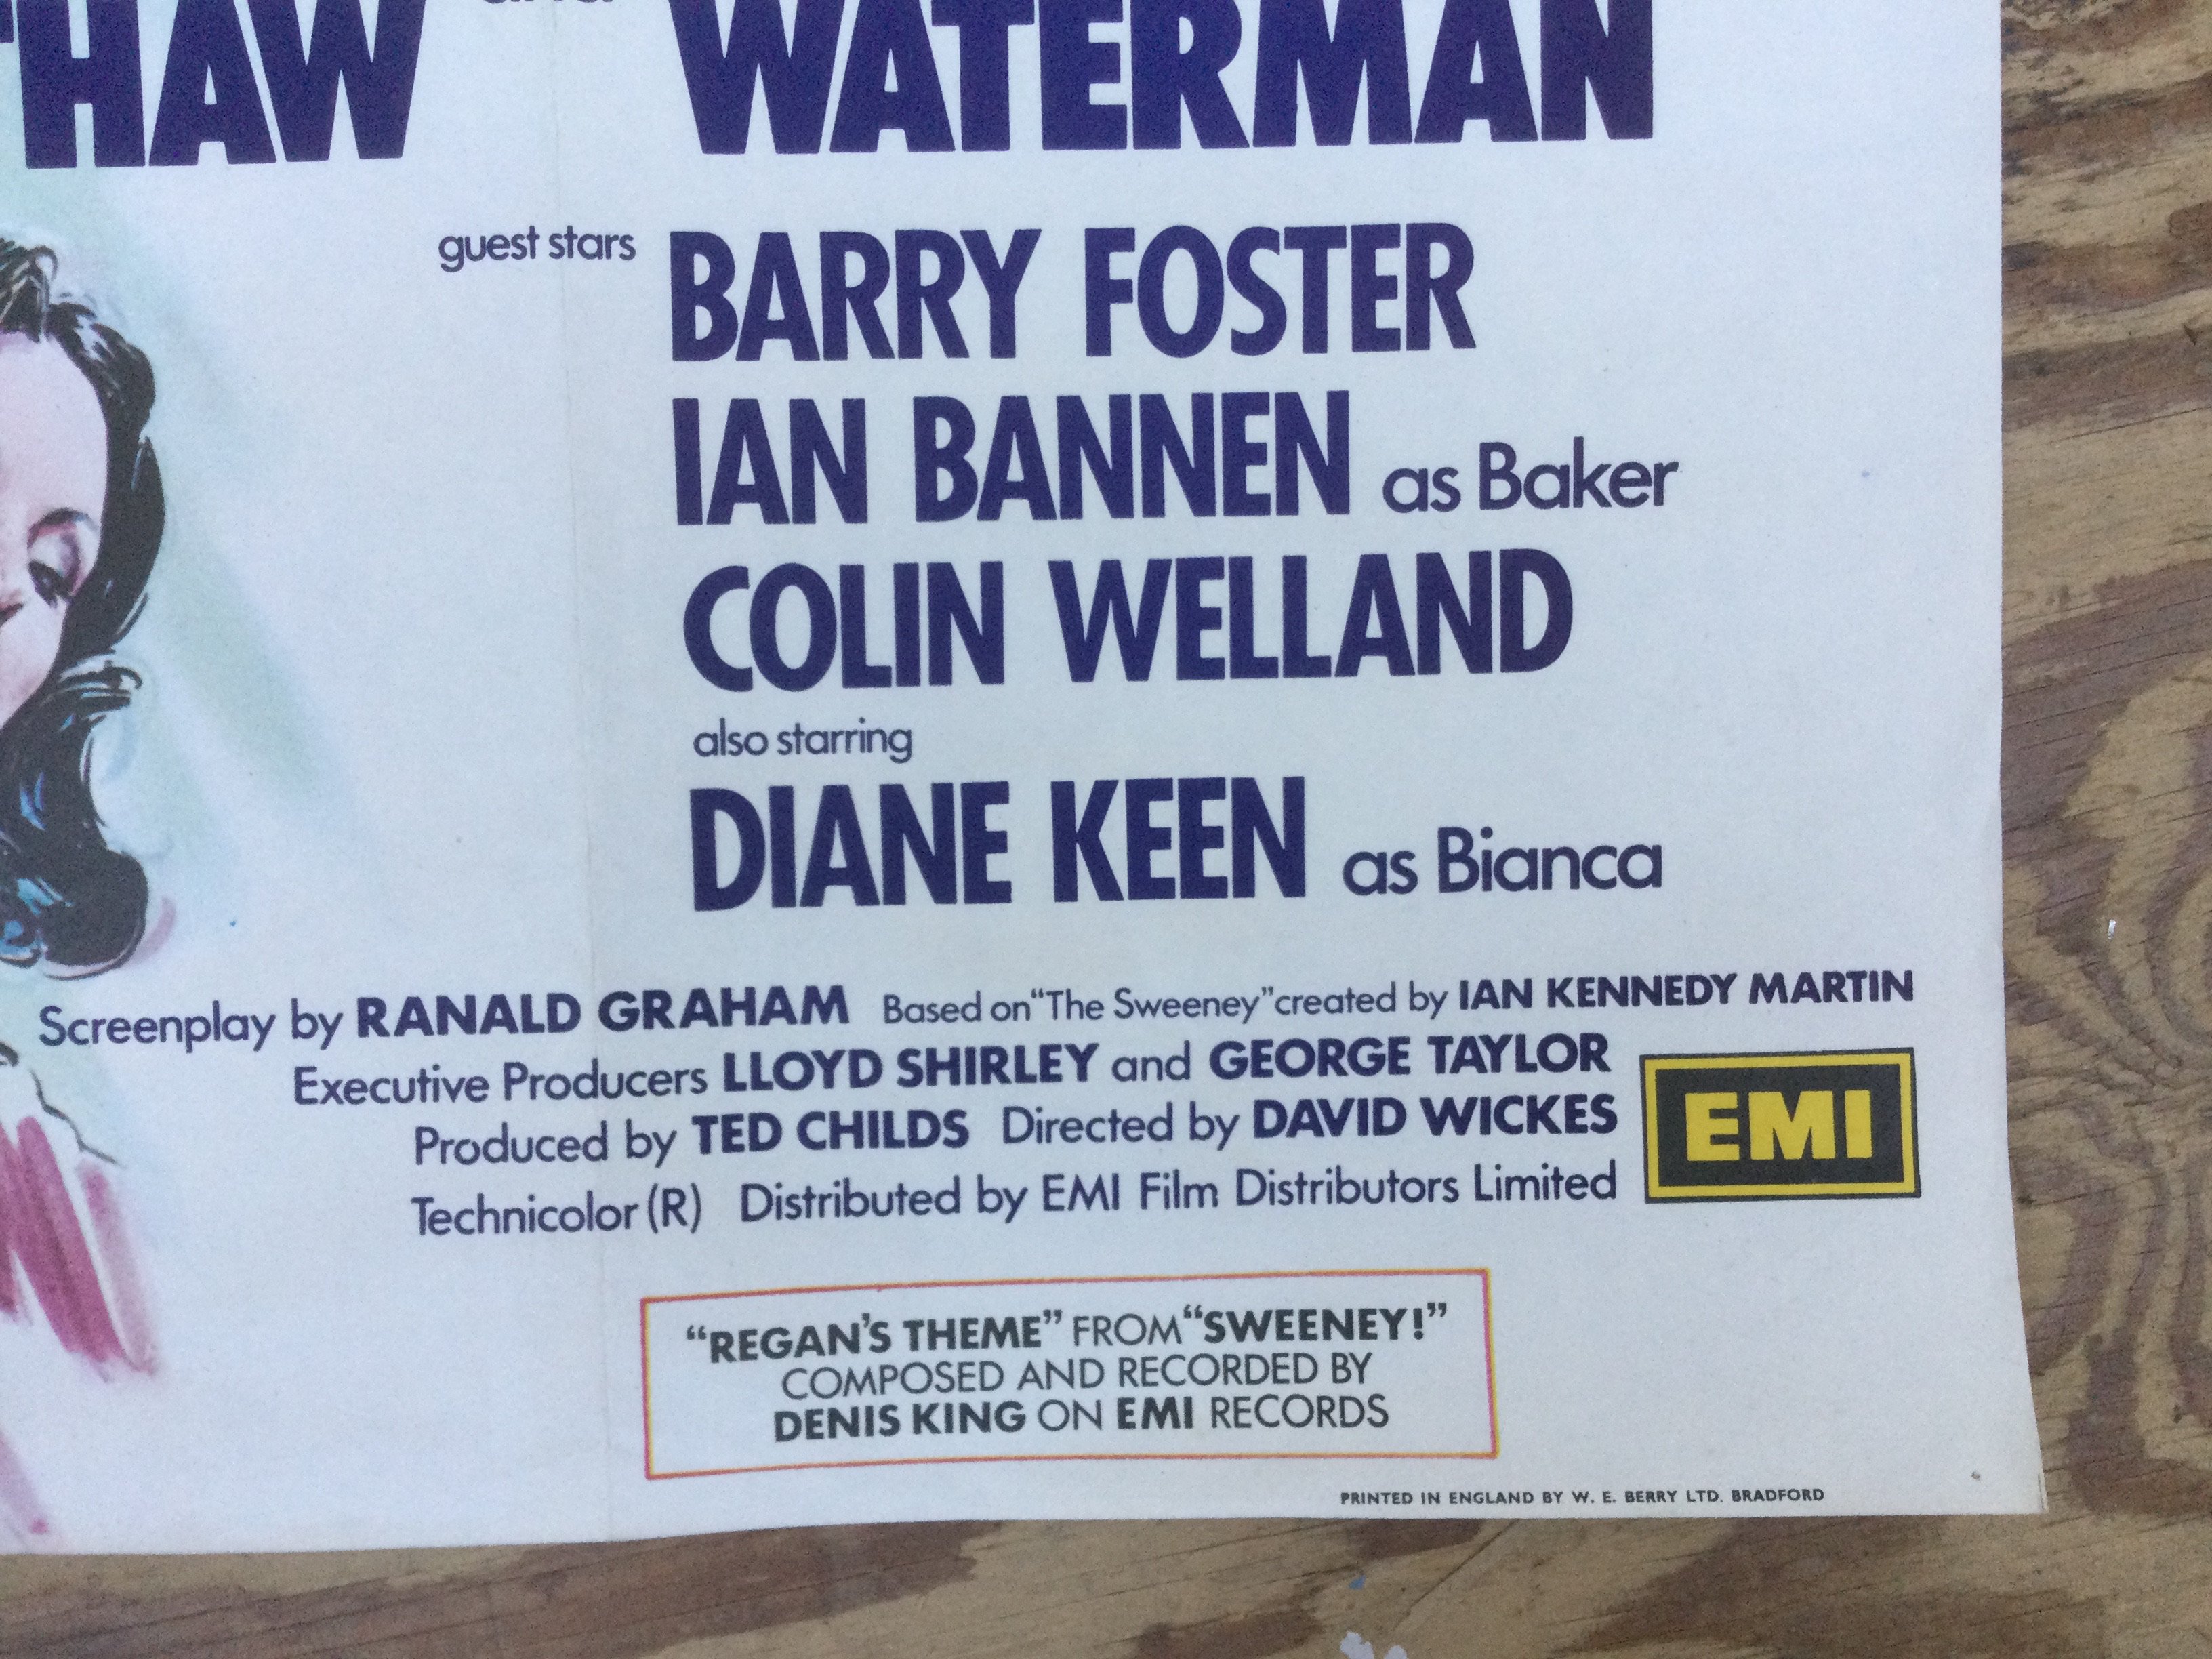 THAW and WATERMAN
guest stars BARRY FOSTER
IAN BANNEN as Baker
COLIN WELLAND
also starring
DIANE KEEN as Bianca
Screenplay by RANALD GRAHAM Based on "The Sweeney" created by IAN KENNEDY MARTIN
Executive Producers LLOYD SHIRLEY and GEORGE TAYLOR
Produced by TED CHILDS Directed by DAVID WICKES
Technicolor (R) Distributed by EMI Film Distributors Limited
EMI
"REGAN'S THEME" FROM "SWEENEY!"
COMPOSED AND RECORDED BY
DENIS KING ON EMI RECORDS
PRINTED IN ENGLAND BY W. E. BERRY LTD. BRADFORD